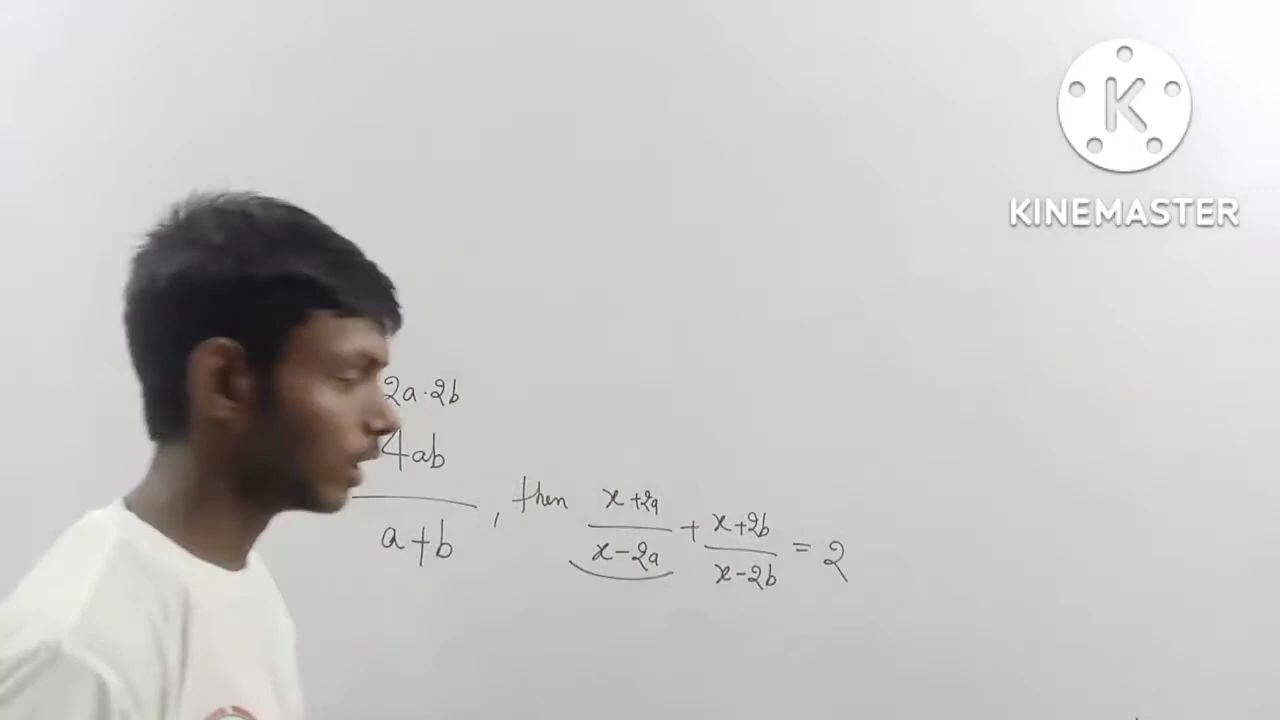 KINEMASTER
2a·2b
4ab
a+b
, then x+2a / x-2a + x+2b / x-2b = 2